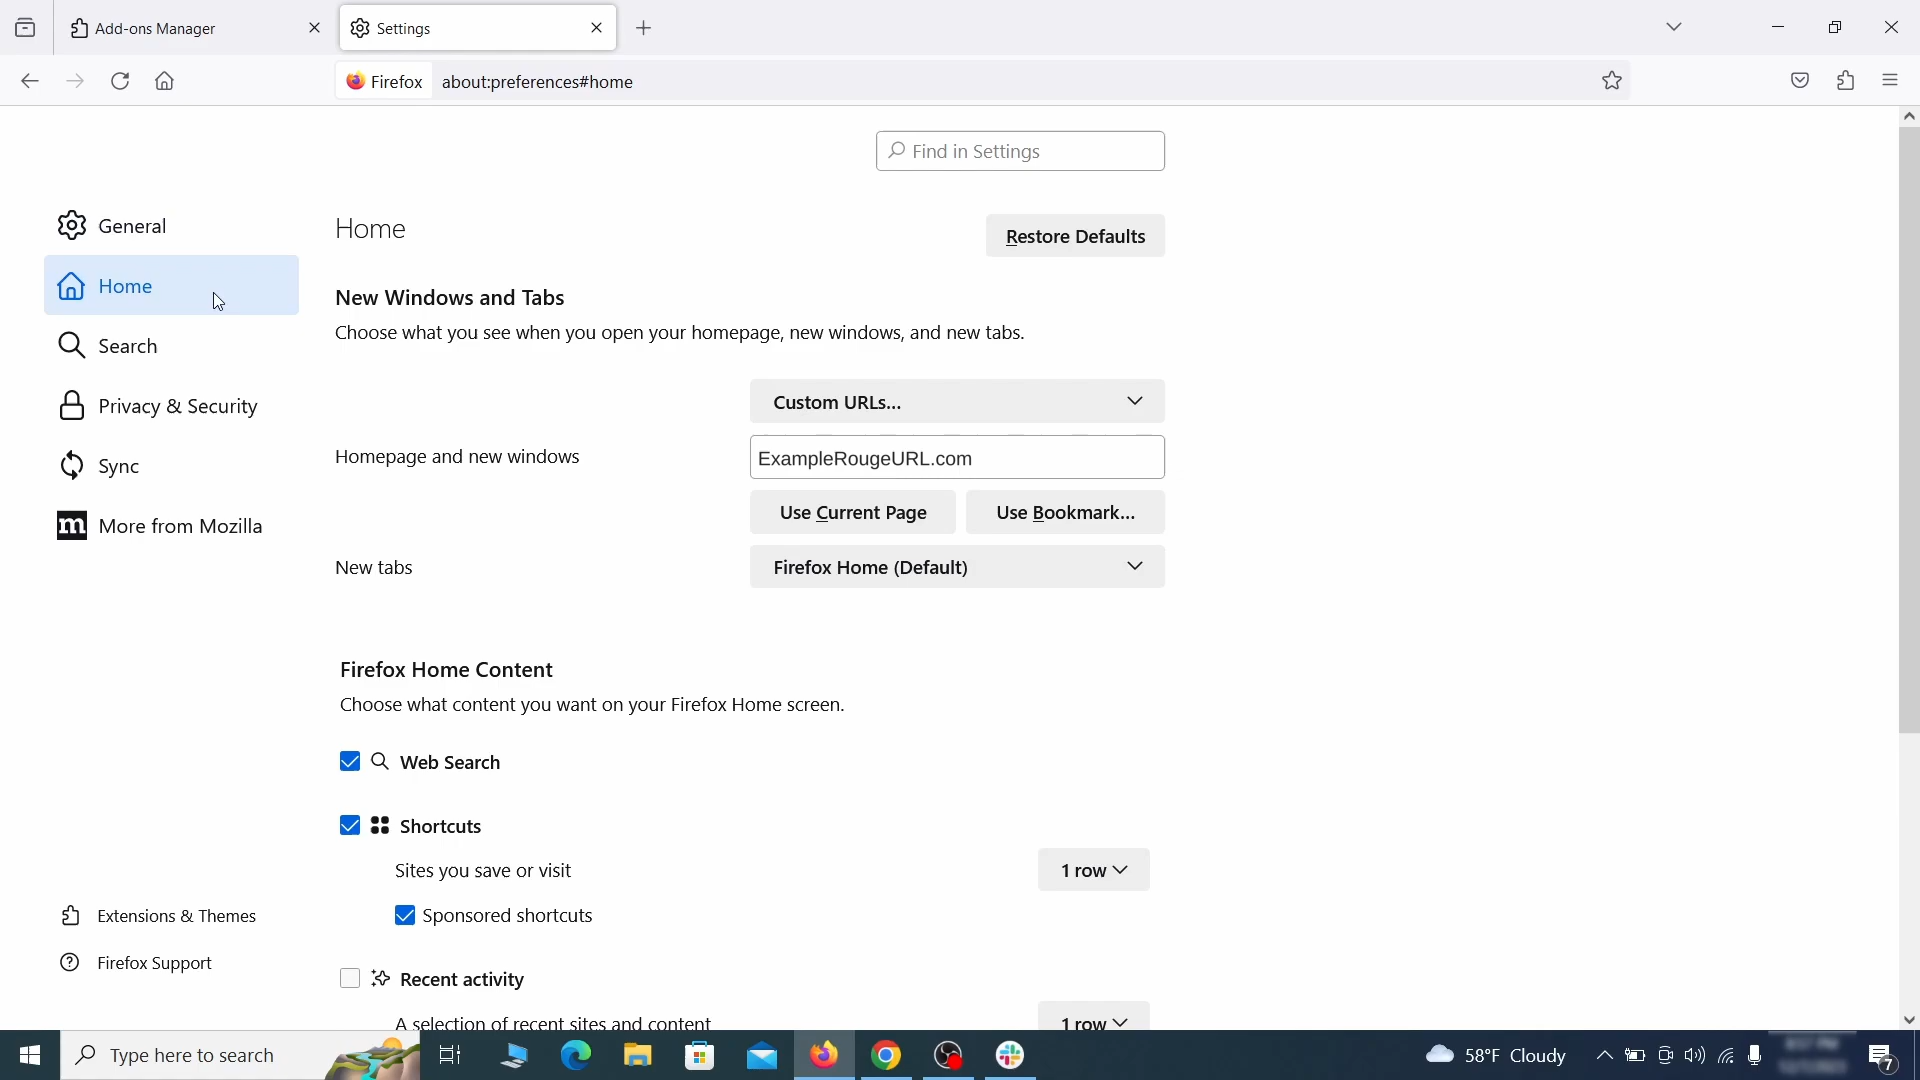 Add-ons Manager
Settings
Firefox
about:preferences#home
Find in Settings
General
Home
Search
Privacy & Security
Sync
m More from Mozilla
Extensions & Themes
Firefox Support
Home
Restore Defaults
New Windows and Tabs
Choose what you see when you open your homepage, new windows, and new tabs.
Custom URLs...
Homepage and new windows
ExampleRougeURL.com
Use Current Page
Use Bookmark...
New tabs
Firefox Home (Default)
Firefox Home Content
Choose what content you want on your Firefox Home screen.
Web Search
Shortcuts
Sites you save or visit
1 row
Sponsored shortcuts
Recent activity
A selection of recent sites and content
1 row
Type here to search
58°F Cloudy
7